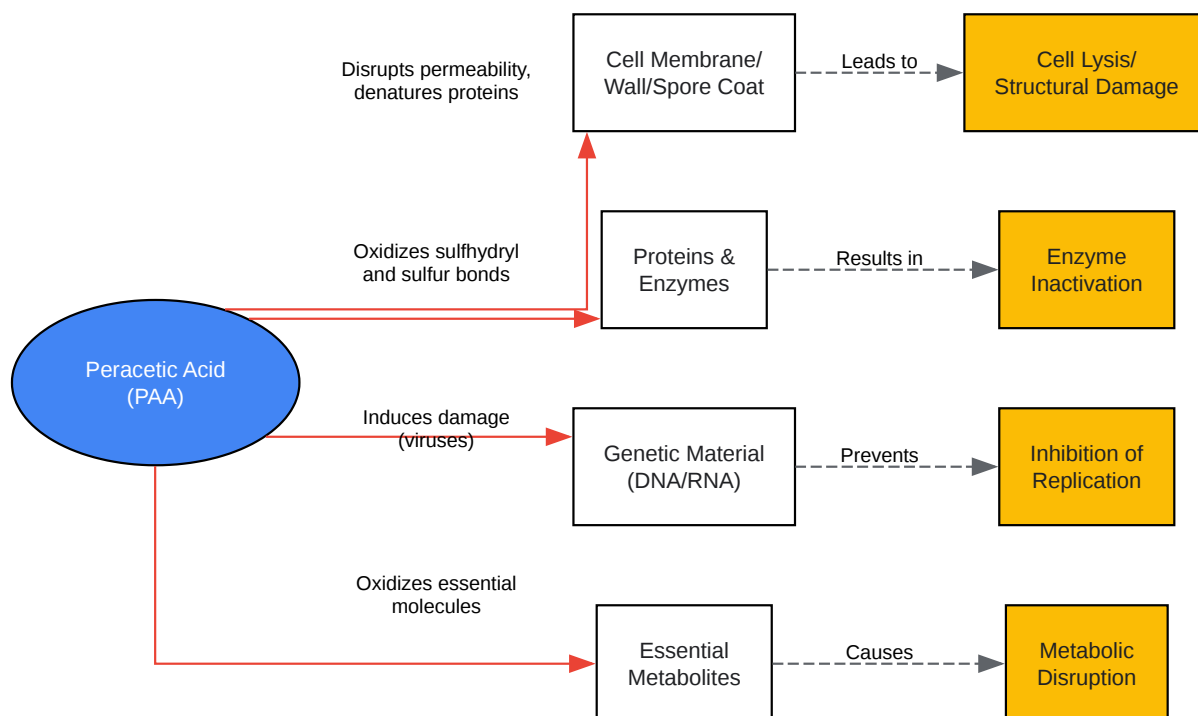 Disrupts permeability,
denatures proteins
Cell Membrane/
Wall/Spore Coat
Leads to
Cell Lysis/
Structural Damage
Oxidizes sulfhydryl
and sulfur bonds
Proteins &
Enzymes
Results in
Enzyme
Inactivation
Peracetic Acid
(PAA)
Induces damage
(viruses)
Genetic Material
(DNA/RNA)
Prevents
Inhibition of
Replication
Oxidizes essential
molecules
Essential
Metabolites
Causes
Metabolic
Disruption